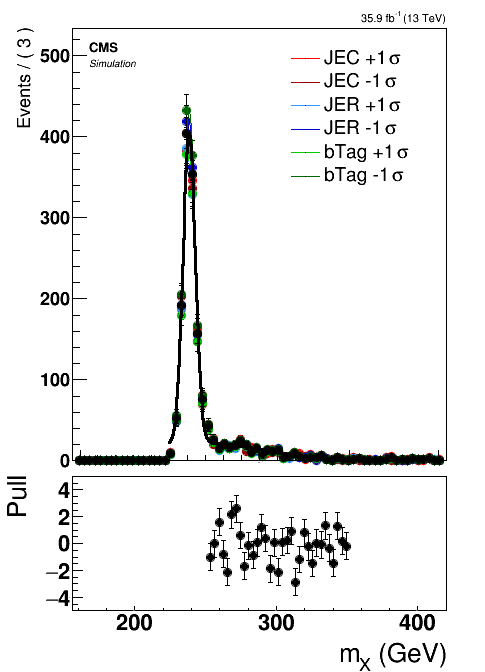 35.9 fb⁻¹ (13 TeV)
Events / ( 3 )
CMS
Simulation
JEC +1σ
JEC -1σ
JER +1σ
JER -1σ
bTag +1σ
bTag -1σ
500
400
300
200
100
0
Pull
4
2
0
−2
−4
200 300 400
m_X (GeV)